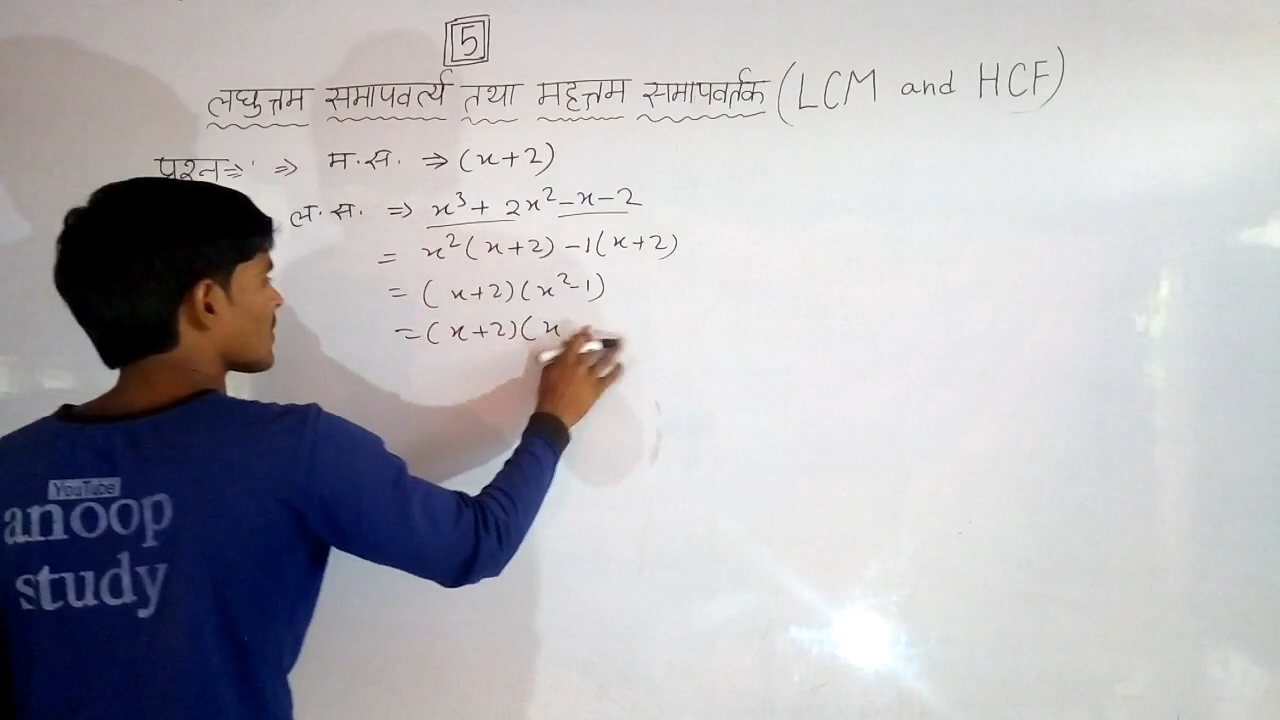 5
लघुत्तम समापवर्त्य तथा महत्तम समापवर्तक (LCM and HCF)
प्रश्न⇒ ⇒ म.स. ⇒ (x+2)
ल.स. ⇒ x³ + 2x² - x - 2
= x²(x+2) -1(x+2)
= (x+2)(x²-1)
= (x+2)(x
YouTube
anoop
study